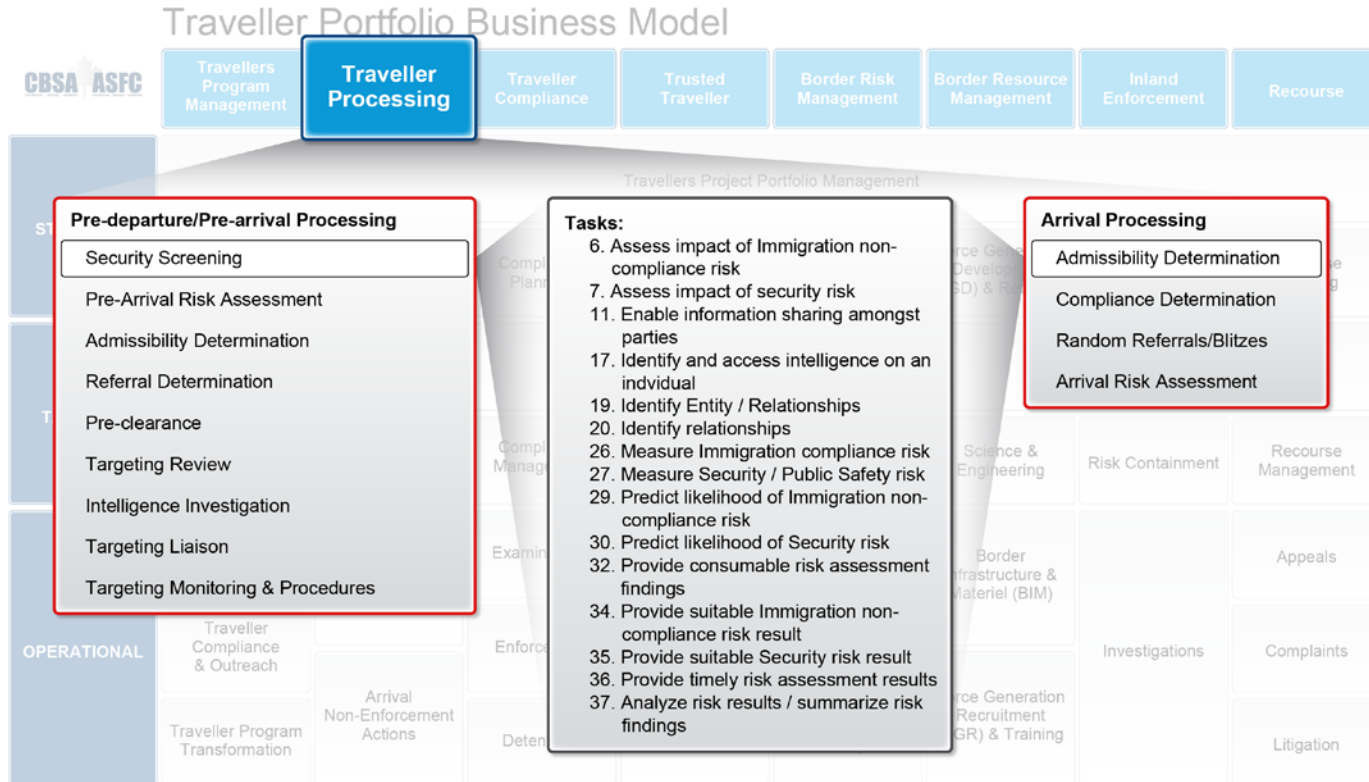 Traveller Portfolio Business Model
CBSA ASFC
Travellers
Program
Management
Traveller
Processing
Traveller
Compliance
Trusted
Traveller
Border Risk
Management
Border Resource
Management
Inland
Enforcement
Recourse
Travellers Project Portfolio Management
Pre-departure/Pre-arrival Processing
Security Screening
Pre-Arrival Risk Assessment
Admissibility Determination
Referral Determination
Pre-clearance
Targeting Review
Intelligence Investigation
Targeting Liaison
Targeting Monitoring & Procedures
Tasks:
6. Assess impact of Immigration non-
compliance risk
7. Assess impact of security risk
11. Enable information sharing amongst
parties
17. Identify and access intelligence on an
indvidual
19. Identify Entity / Relationships
20. Identify relationships
26. Measure Immigration compliance risk
27. Measure Security / Public Safety risk
29. Predict likelihood of Immigration non-
compliance risk
30. Predict likelihood of Security risk
32. Provide consumable risk assessment
findings
34. Provide suitable Immigration non-
compliance risk result
35. Provide suitable Security risk result
36. Provide timely risk assessment results
37. Analyze risk results / summarize risk
findings
Arrival Processing
Admissibility Determination
Compliance Determination
Random Referrals/Blitzes
Arrival Risk Assessment
Science &
Engineering
Risk Containment
Recourse
Management
Border
Infrastructure &
Materiel (BIM)
Appeals
OPERATIONAL
Traveller
Compliance
& Outreach
Investigations
Complaints
Arrival
Non-Enforcement
Actions
Generation
Recruitment
& Training
Traveller Program
Transformation
Litigation